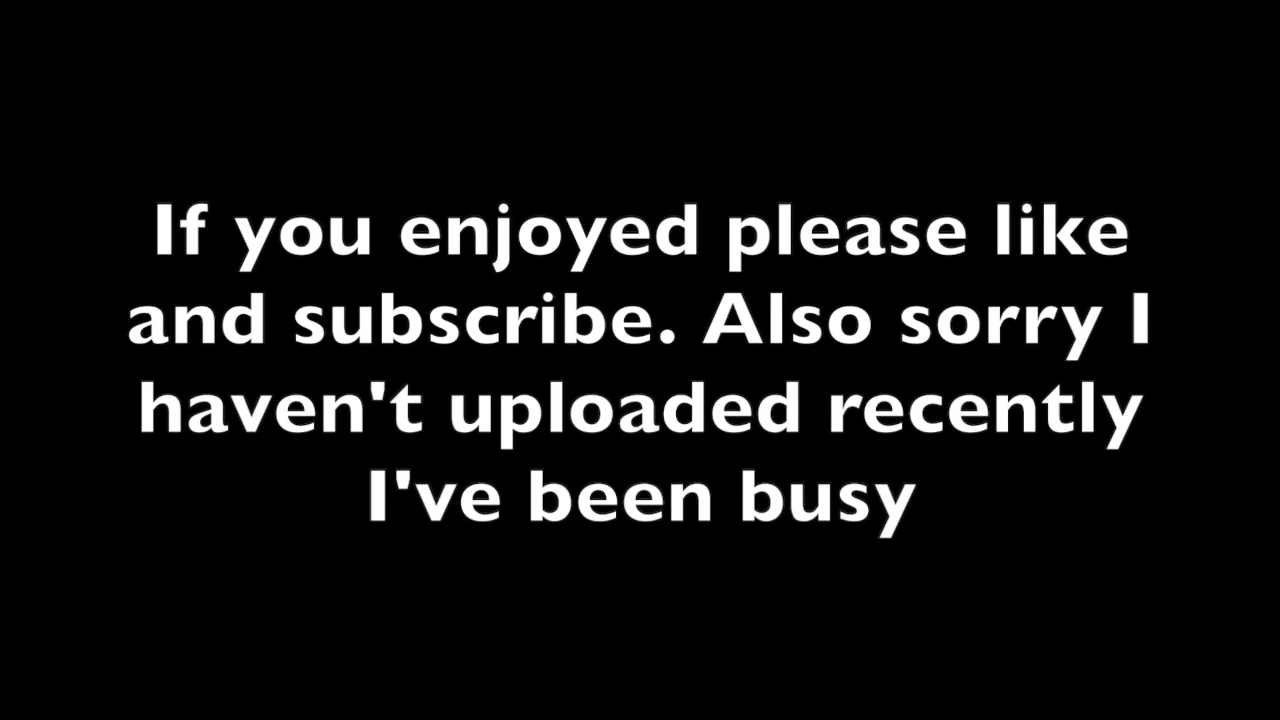 If you enjoyed please like
and subscribe. Also sorry I
haven't uploaded recently
I've been busy